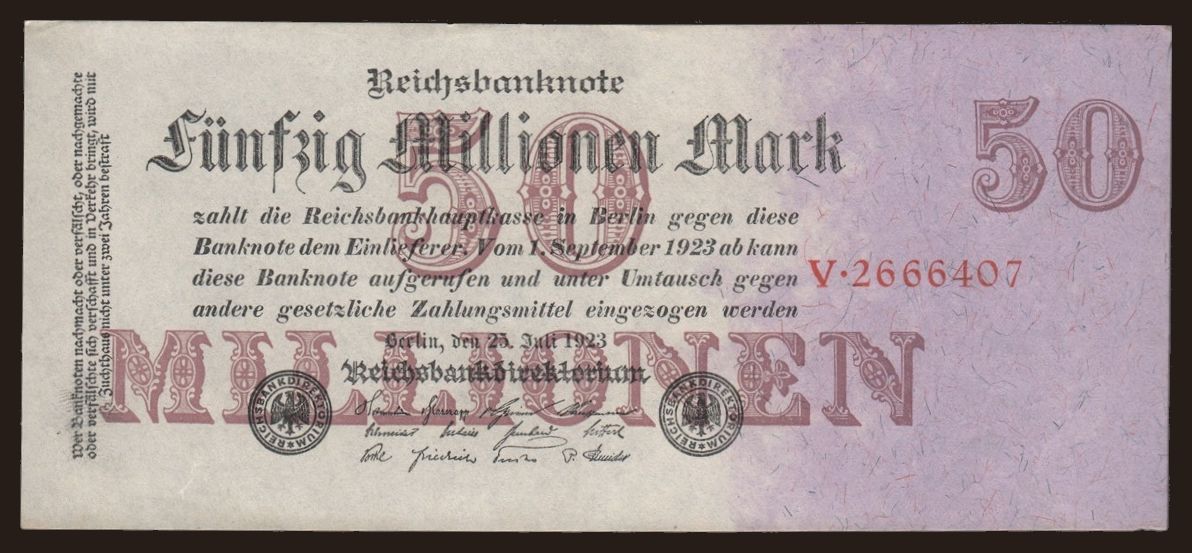 Reichsbanknote
Fünfzig Millionen Mark
50
50
zahlt die Reichsbankhauptkasse in Berlin gegen diese
Banknote dem Einlieferer. Vom 1. September 1923 ab kann
diese Banknote aufgerufen und unter Umtausch gegen
andere gesetzliche Zahlungsmittel eingezogen werden
V·2666407
MILLIONEN
Berlin, den 25. Juli 1923
Reichsbankdirektorium
REICHSBANKDIREKTORIUM
REICHSBANKDIREKTORIUM
Wer Banknoten nachmacht oder verfälscht, oder nachgemachte
oder verfälschte sich verschafft und in Verkehr bringt, wird mit
Zuchthaus nicht unter zwei Jahren bestraft